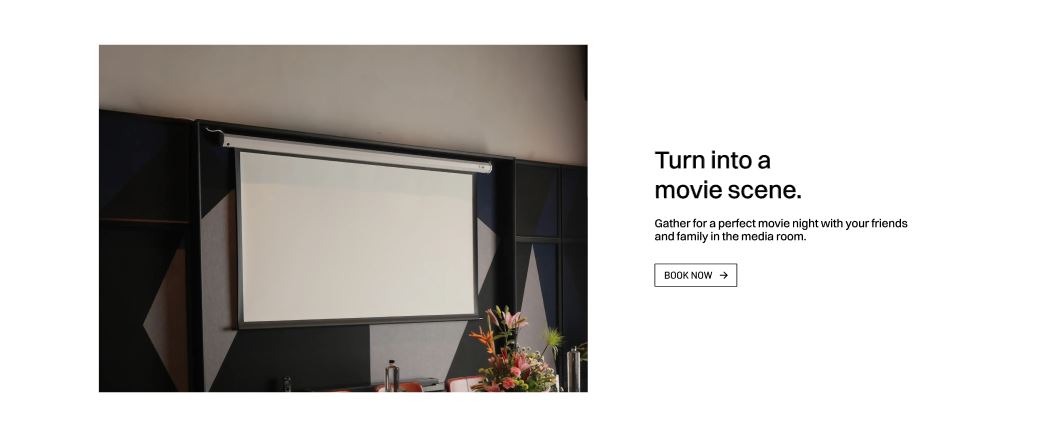 Turn into a
movie scene.
Gather for a perfect movie night with your friends
and family in the media room.
BOOK NOW →